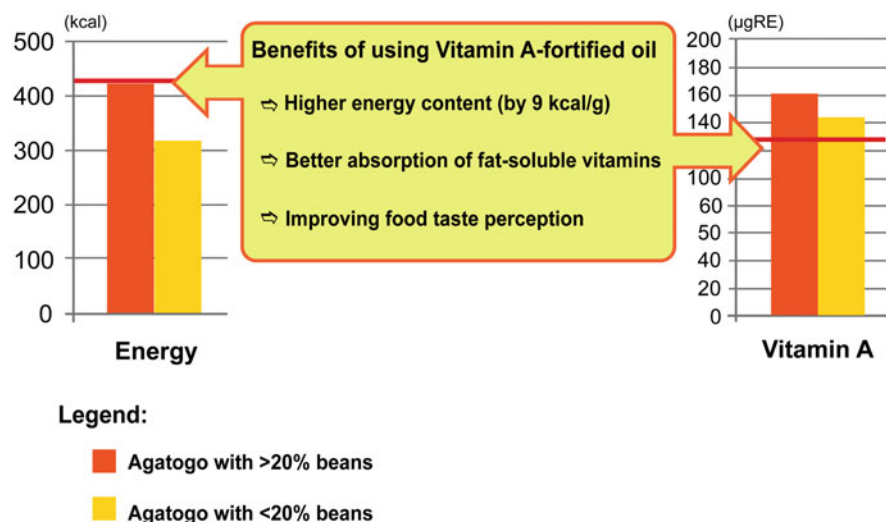 (kcal)
500
400
300
200
100
0
Energy
Benefits of using Vitamin A-fortified oil
⇨ Higher energy content (by 9 kcal/g)
⇨ Better absorption of fat-soluble vitamins
⇨ Improving food taste perception
(µgRE)
200
180
160
140
100
60
60
40
20
0
Vitamin A
Legend:
Agatogo with >20% beans
Agatogo with <20% beans